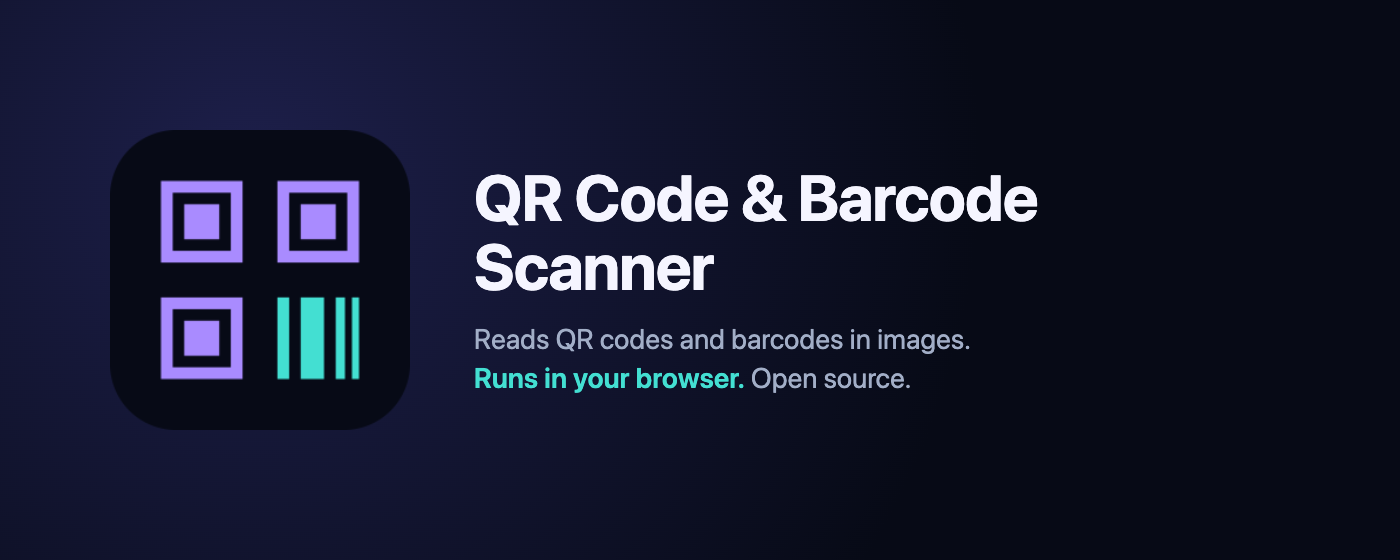 QR Code & Barcode
Scanner
Reads QR codes and barcodes in images.
Runs in your browser. Open source.